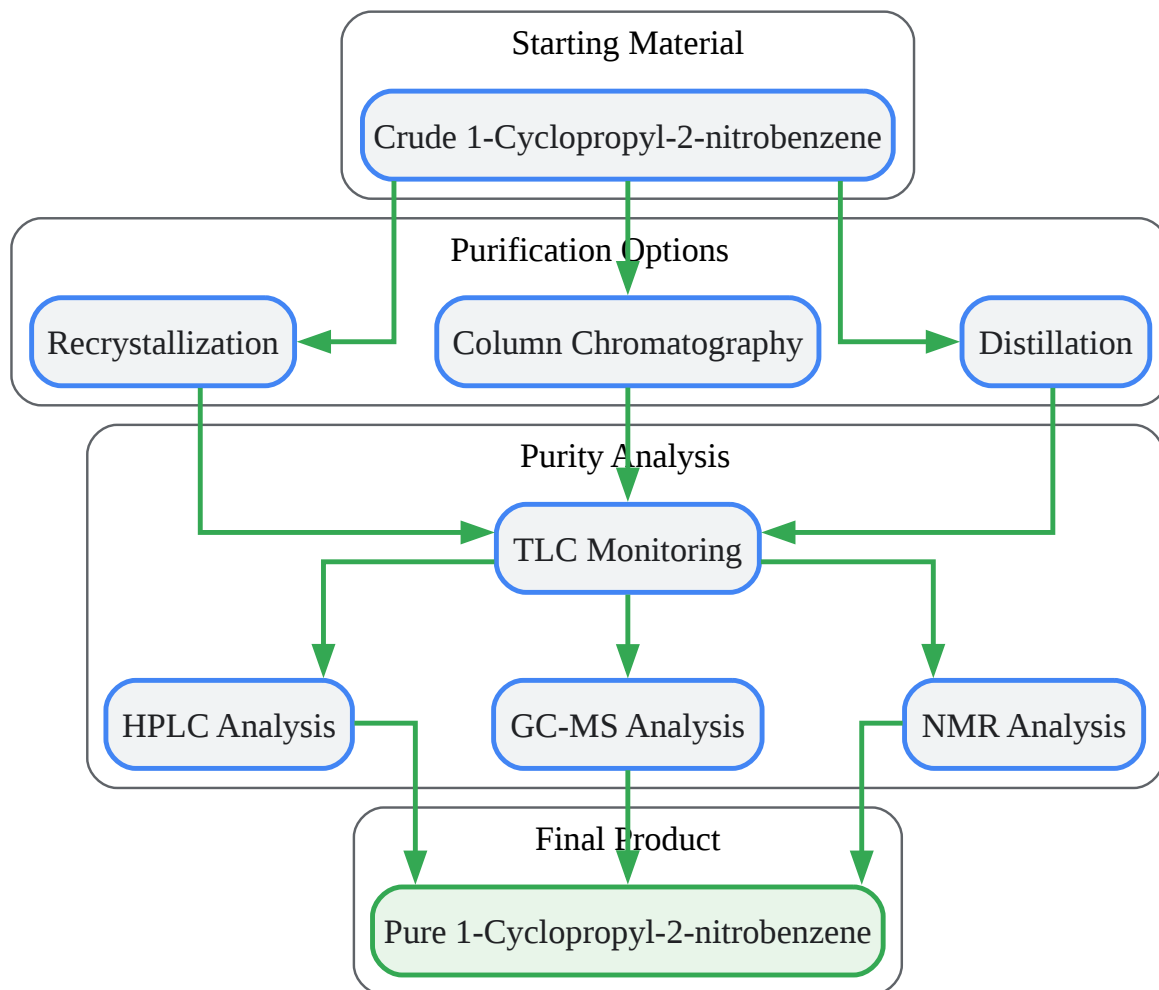 Starting Material
Crude 1-Cyclopropyl-2-nitrobenzene
Purification Options
Recrystallization
Column Chromatography
Distillation
Purity Analysis
TLC Monitoring
HPLC Analysis
GC-MS Analysis
NMR Analysis
Final Product
Pure 1-Cyclopropyl-2-nitrobenzene